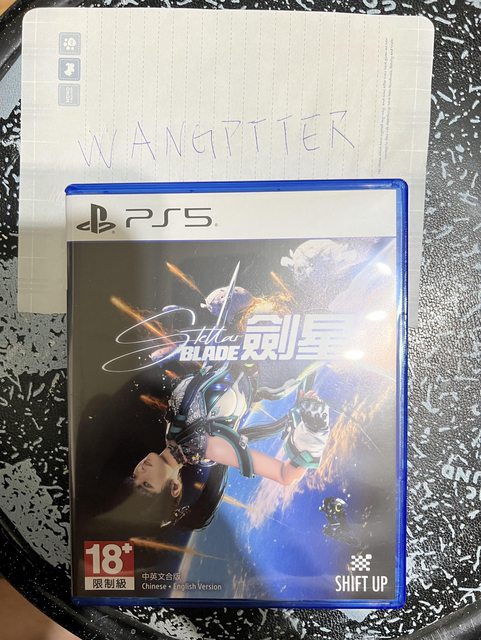 WANGPTTER
PS5
Stellar
BLADE 劍星
18+
限制級
中英文合版
Chinese • English Version
SHIFT UP